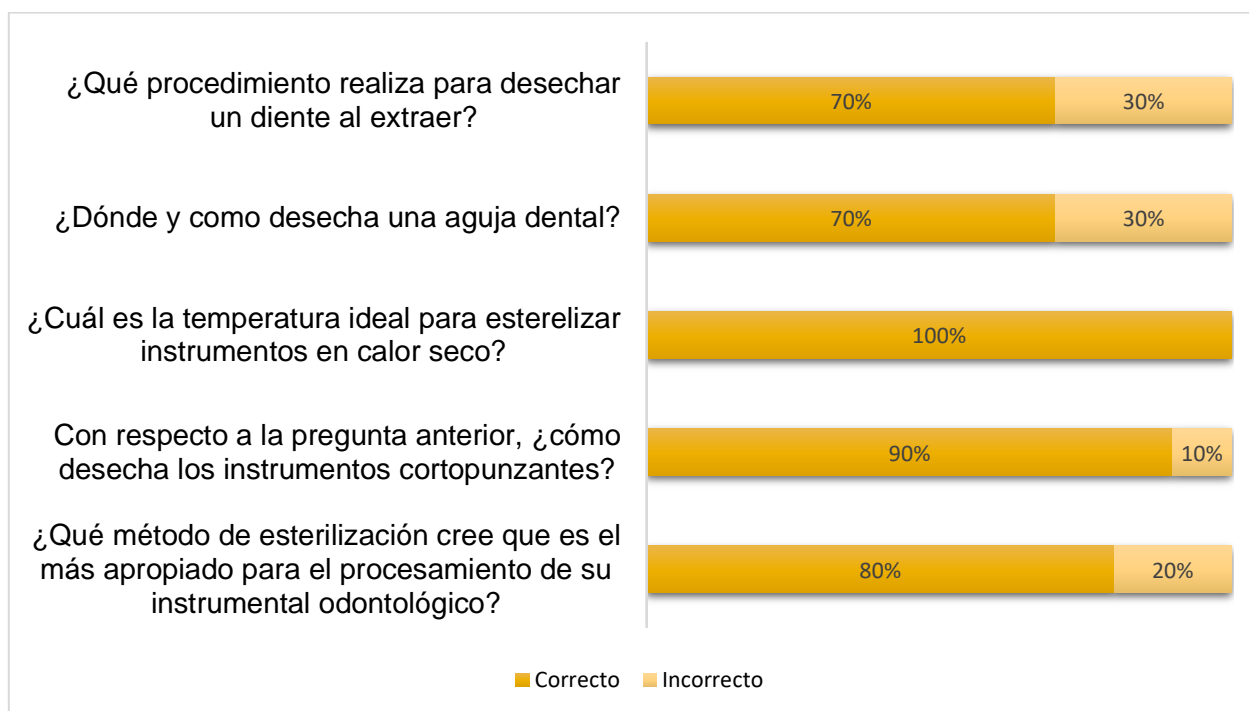 ¿Qué procedimiento realiza para desechar
un diente al extraer?
70%
30%
¿Dónde y como desecha una aguja dental?
70%
30%
¿Cuál es la temperatura ideal para esterelizar
instrumentos en calor seco?
100%
Con respecto a la pregunta anterior, ¿cómo
desecha los instrumentos cortopunzantes?
90%
10%
¿Qué método de esterilización cree que es el
más apropiado para el procesamiento de su
instrumental odontológico?
80%
20%
Correcto
Incorrecto